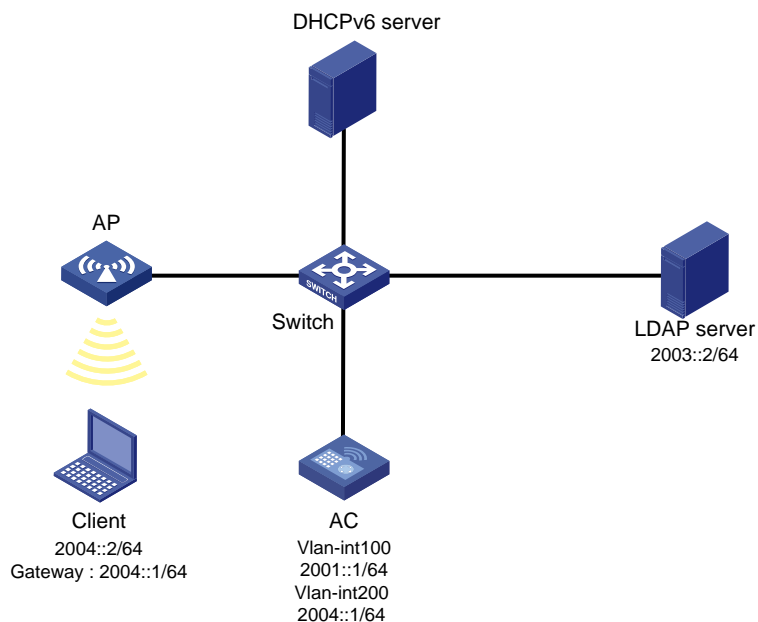 DHCPv6 server
AP
SWITCH
Switch
LDAP server
2003::2/64
Client
2004::2/64
Gateway : 2004::1/64
AC
Vlan-int100
2001::1/64
Vlan-int200
2004::1/64